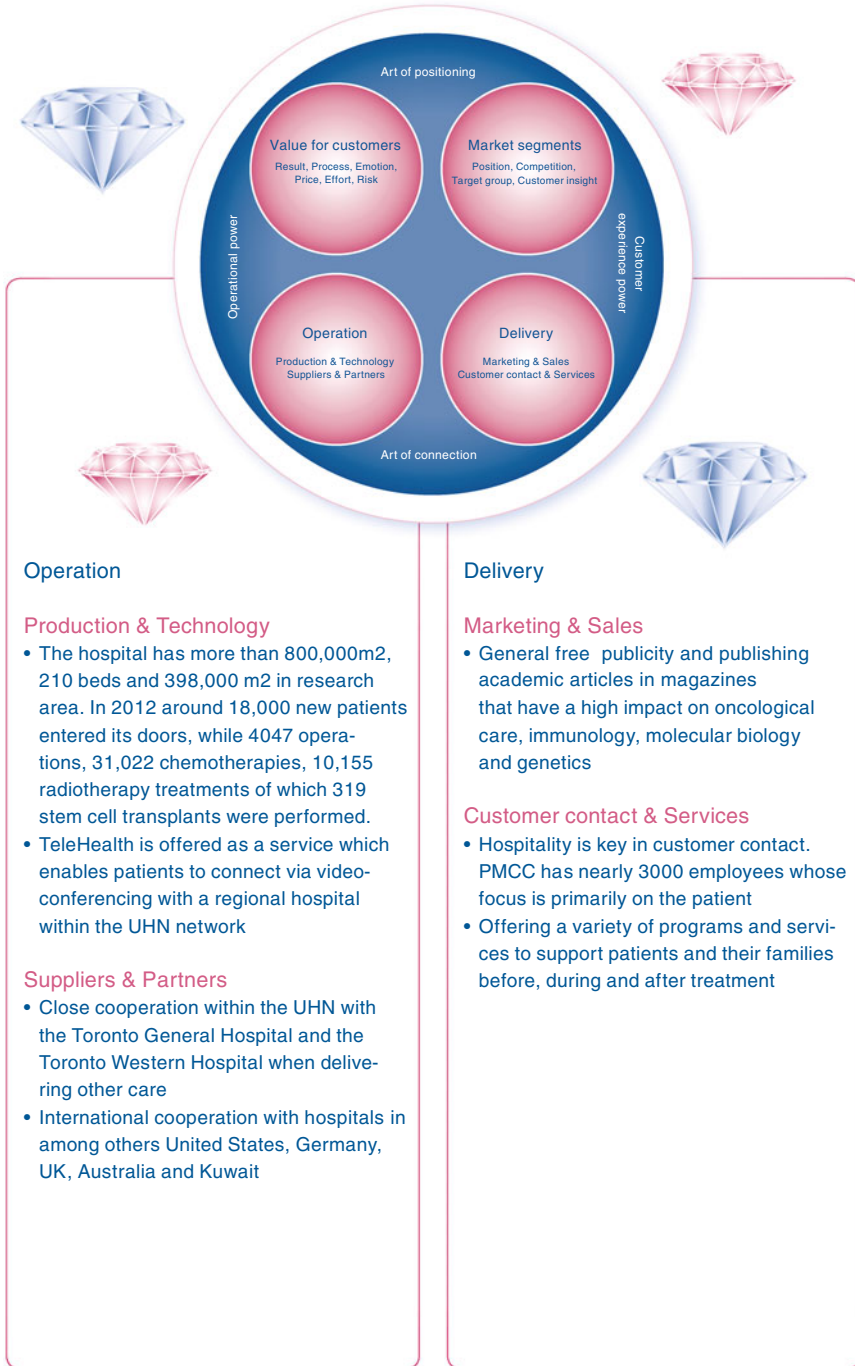 Art of positioning
Value for customers
Result, Process, Emotion,
Price, Effort, Risk
Market segments
Position, Competition,
Target group, Customer insight
Operational power
Customer
experience power
Operation
Production & Technology
Suppliers & Partners
Delivery
Marketing & Sales
Customer contact & Services
Art of connection
Operation
Production & Technology
• The hospital has more than 800,000m2,
210 beds and 398,000 m2 in research
area. In 2012 around 18,000 new patients
entered its doors, while 4047 opera-
tions, 31,022 chemotherapies, 10,155
radiotherapy treatments of which 319
stem cell transplants were performed.
• TeleHealth is offered as a service which
enables patients to connect via video-
conferencing with a regional hospital
within the UHN network
Suppliers & Partners
• Close cooperation within the UHN with
the Toronto General Hospital and the
Toronto Western Hospital when delive-
ring other care
• International cooperation with hospitals in
among others United States, Germany,
UK, Australia and Kuwait
Delivery
Marketing & Sales
• General free publicity and publishing
academic articles in magazines
that have a high impact on oncological
care, immunology, molecular biology
and genetics
Customer contact & Services
• Hospitality is key in customer contact.
PMCC has nearly 3000 employees whose
focus is primarily on the patient
• Offering a variety of programs and servi-
ces to support patients and their families
before, during and after treatment